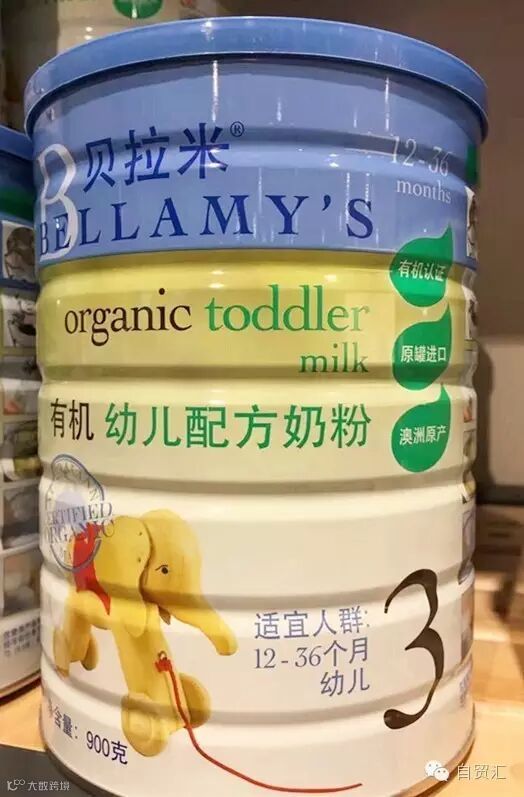 贝拉米®
B
BELLAMY'S
12-36
months
organic toddler
milk
有机认证
原罐进口
澳洲原产
有机 幼儿配方奶粉
CERTIFIED
ORGANIC
适宜人群:
12-36个月
幼儿
3
含量: 900克
自贸汇
大数跨境